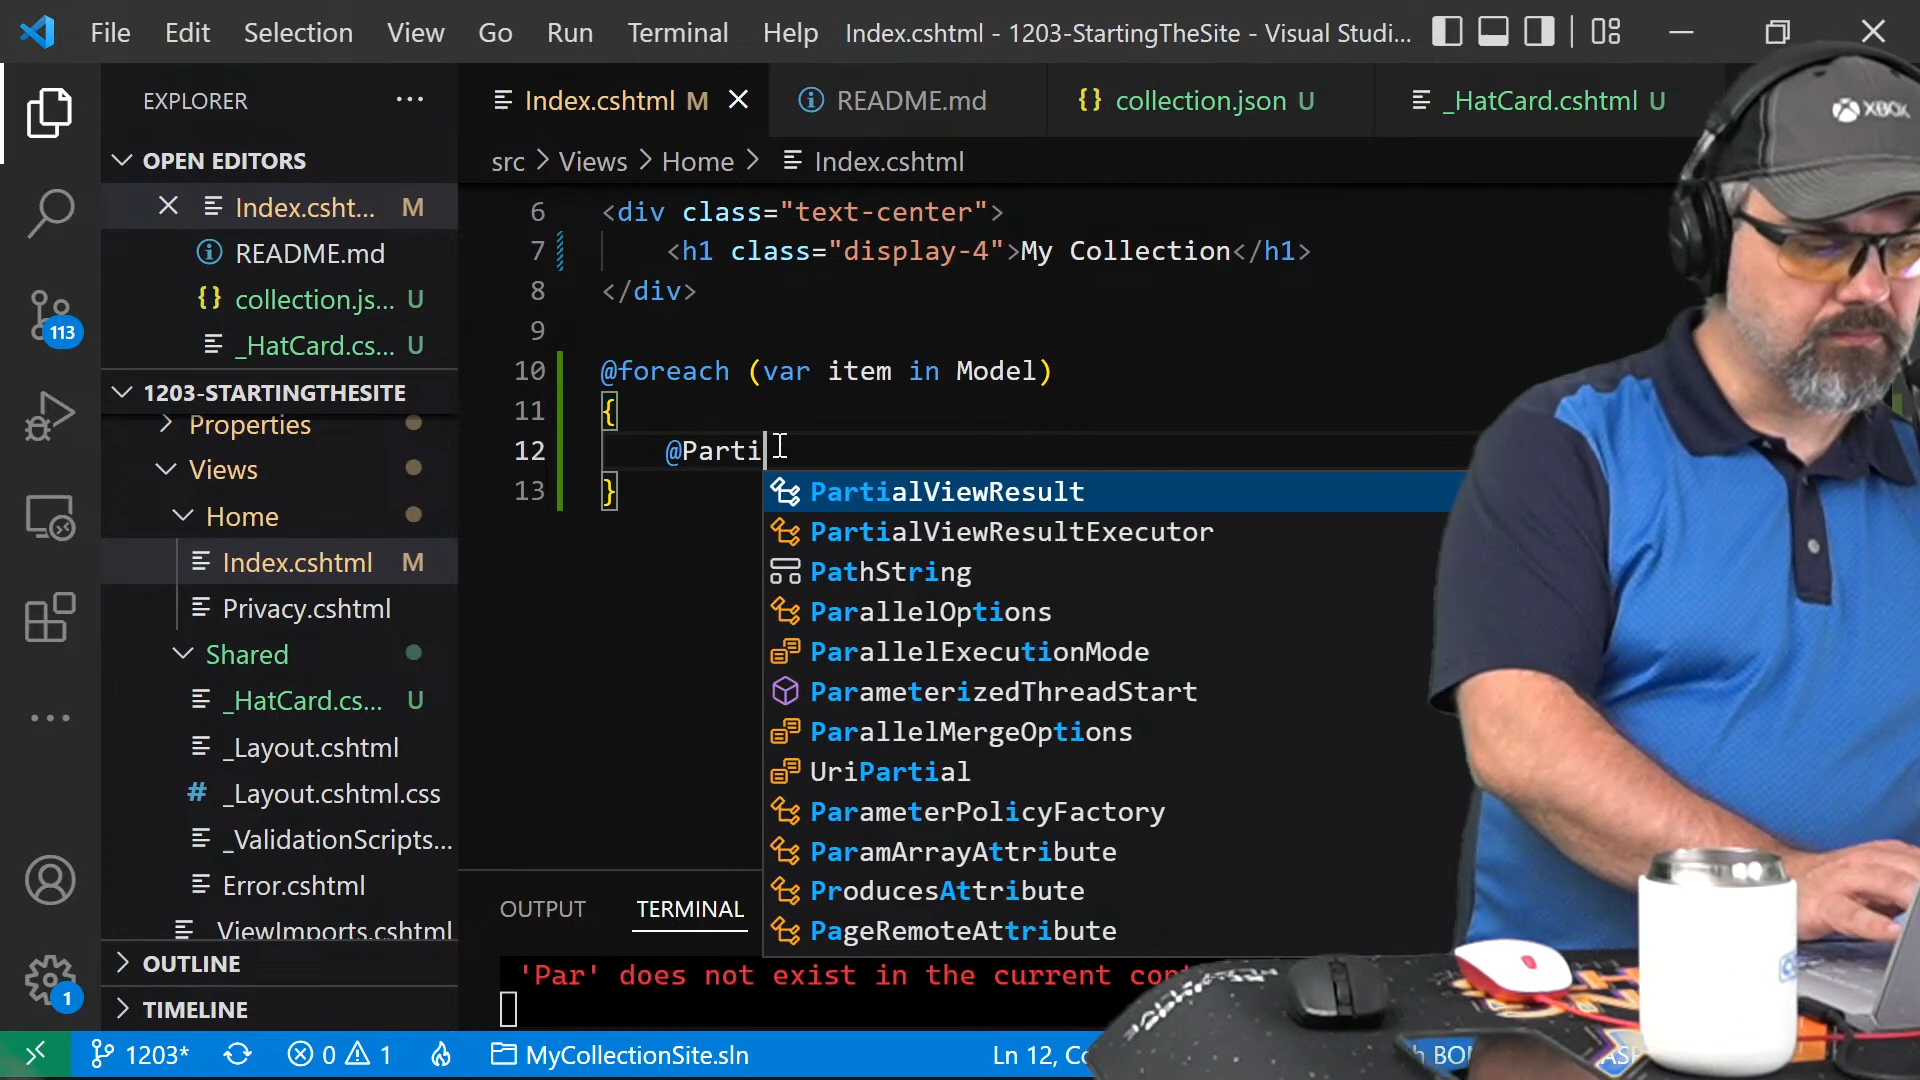 File Edit Selection View Go Run Terminal Help Index.cshtml - 1203-StartingTheSite - Visual Studi...
EXPLORER ...
Index.cshtml M
README.md
{} collection.json U
_HatCard.cshtml U
XBOX
OPEN EDITORS
src > Views > Home > Index.cshtml
Index.csht... M
README.md
{} collection.js... U
_HatCard.cs... U
1203-STARTINGTHESITE
Properties
Views
Home
Index.cshtml M
Privacy.cshtml
Shared
_HatCard.cs... U
_Layout.cshtml
# _Layout.cshtml.css
_ValidationScripts...
Error.cshtml
ViewImports.cshtml
OUTLINE
TIMELINE
113
1
6 <div class="text-center">
7 <h1 class="display-4">My Collection</h1>
8 </div>
9
10 @foreach (var item in Model)
11 {
12 @Parti
13 }
PartialViewResult
PartialViewResultExecutor
PathString
ParallelOptions
ParallelExecutionMode
ParameterizedThreadStart
ParallelMergeOptions
UriPartial
ParameterPolicyFactory
ParamArrayAttribute
ProducesAttribute
PageRemoteAttribute
OUTPUT TERMINAL
'Par' does not exist in the current
1203* 0 1 MyCollectionSite.sln Ln 12, BOM